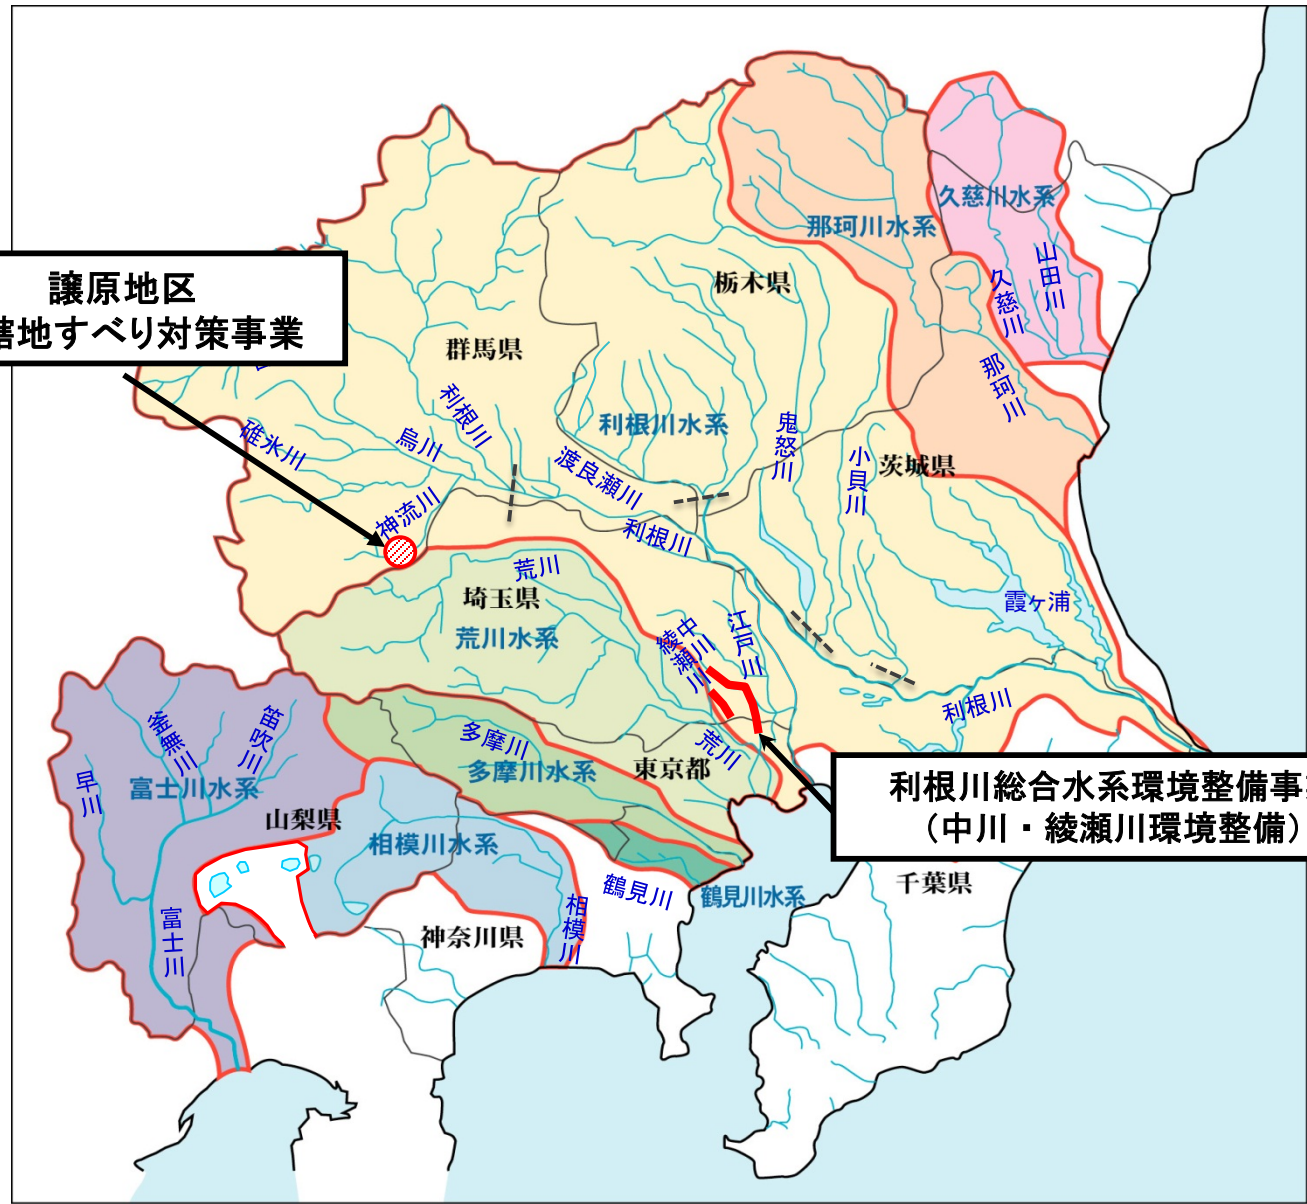 久慈川水系
那珂川水系
山田川
久慈川
栃木県
譲原地区
地すべり対策事業
群馬県
那珂川
利根川
利根川水系
鬼怒川
碓氷川
烏川
渡良瀬川
小貝川
茨城県
神流川
利根川
荒川
埼玉県
霞ヶ浦
荒川水系
中川
綾瀬川
江戸川
利根川
釜無川
笛吹川
多摩川
荒川
早川
富士川水系
多摩川水系
東京都
利根川総合水系環境整備事
（中川・綾瀬川環境整備）
山梨県
相模川水系
千葉県
鶴見川
鶴見川水系
富士川
相模川
神奈川県